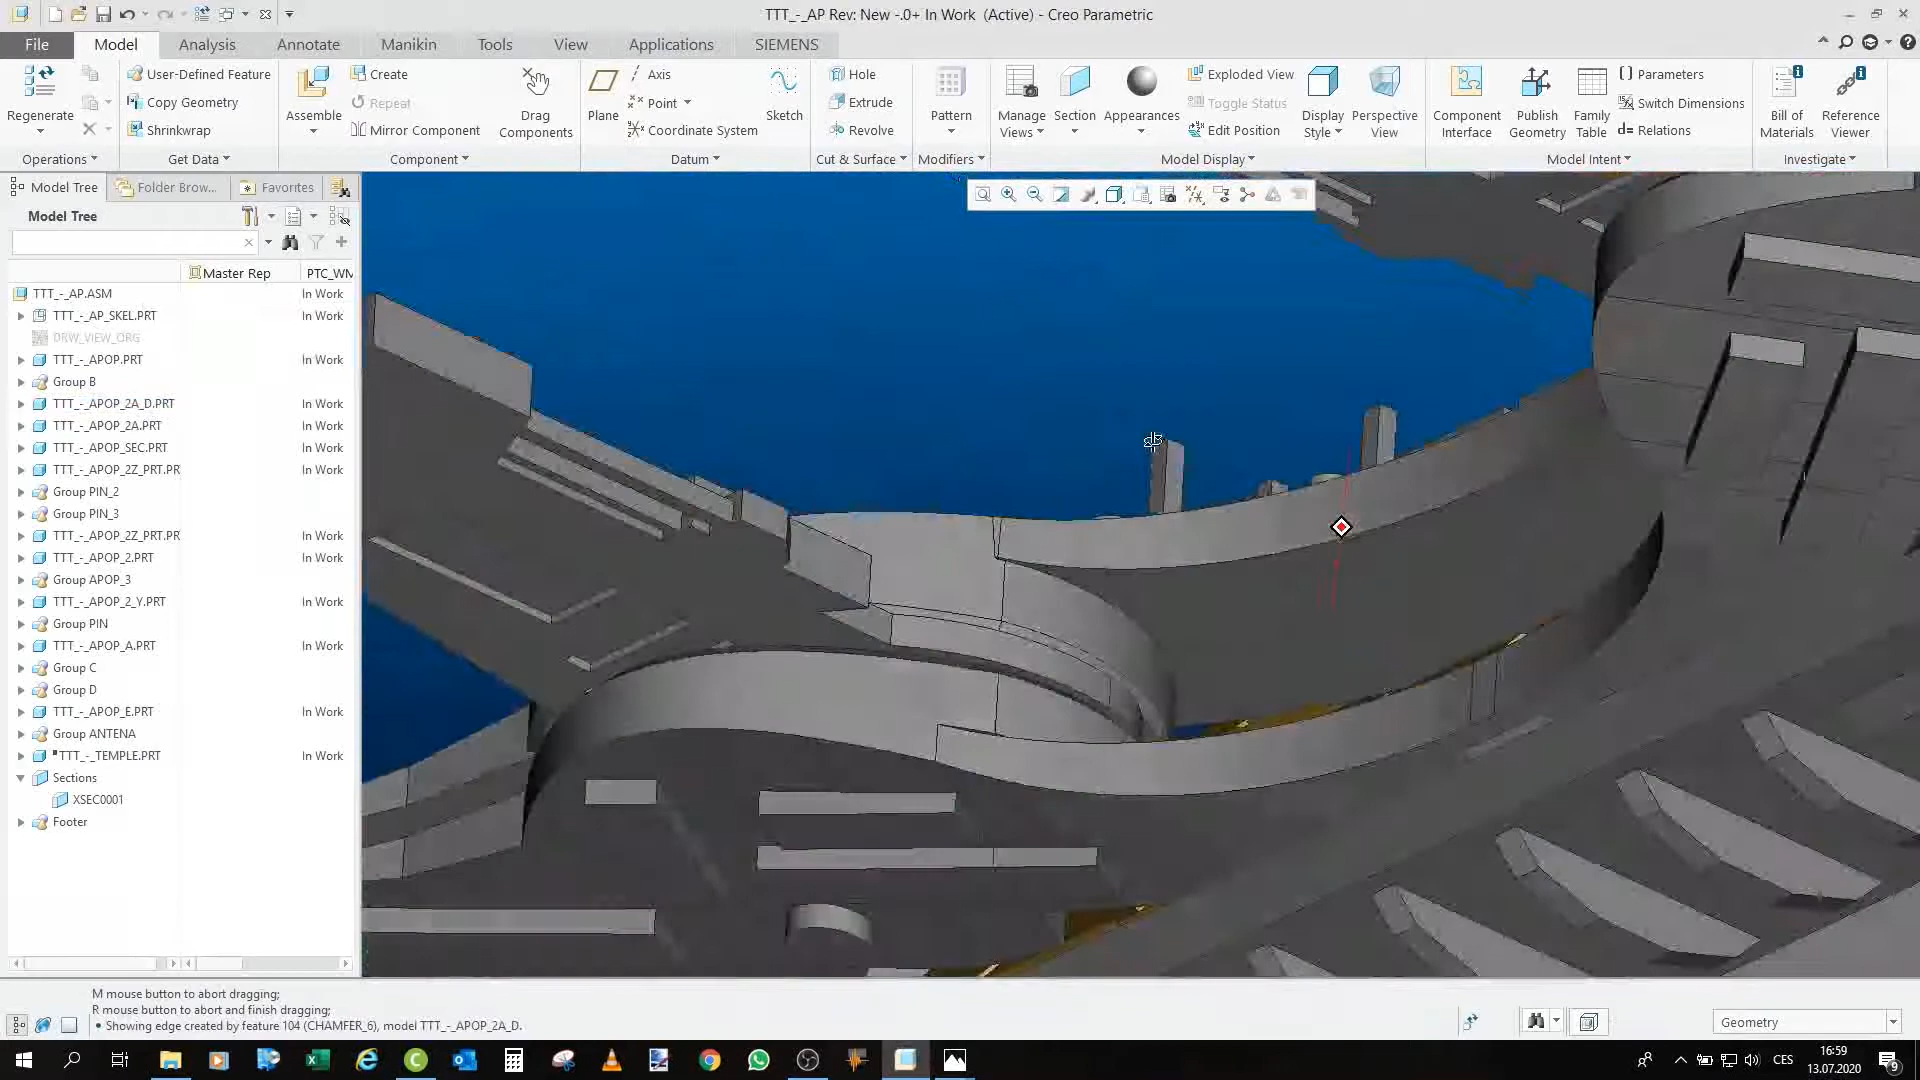 TTT_-_AP Rev: New -.0+ In Work (Active) - Creo Parametric
File Model Analysis Annotate Manikin Tools View Applications SIEMENS
Regenerate
Operations
User-Defined Feature
Copy Geometry
Shrinkwrap
Get Data
Assemble
Create
Repeat
Mirror Component
Drag
Components
Component
Plane
Axis
Point
Coordinate System
Sketch
Datum
Hole
Extrude
Revolve
Cut & Surface
Pattern
Modifiers
Manage
Views
Section
Appearances
Exploded View
Toggle Status
Edit Position
Display
Style
Perspective
View
Model Display
Component
Interface
Publish
Geometry
Family
Table
Parameters
Switch Dimensions
d= Relations
Model Intent
Bill of
Materials
Reference
Viewer
Investigate
Model Tree Folder Brow... Favorites
Model Tree
Master Rep PTC_WM
TTT_-_AP.ASM In Work
TTT_-_AP_SKEL.PRT In Work
DRW_VIEW_ORG
TTT_-_APOP.PRT In Work
Group B
TTT_-_APOP_2A_D.PRT In Work
TTT_-_APOP_2A.PRT In Work
TTT_-_APOP_SEC.PRT In Work
TTT_-_APOP_2Z_PRT.PR In Work
Group PIN_2
Group PIN_3
TTT_-_APOP_2Z_PRT.PR In Work
TTT_-_APOP_2.PRT In Work
Group APOP_3
TTT_-_APOP_2_Y.PRT In Work
Group PIN
TTT_-_APOP_A.PRT In Work
Group C
Group D
TTT_-_APOP_E.PRT In Work
Group ANTENA
TTT_-_TEMPLE.PRT In Work
Sections
XSEC0001
Footer
M mouse button to abort dragging;
R mouse button to abort and finish dragging;
• Showing edge created by feature 104 (CHAMFER_6), model TTT_-_APOP_2A_D.
Geometry
CES
16:59
13.07.2020
9